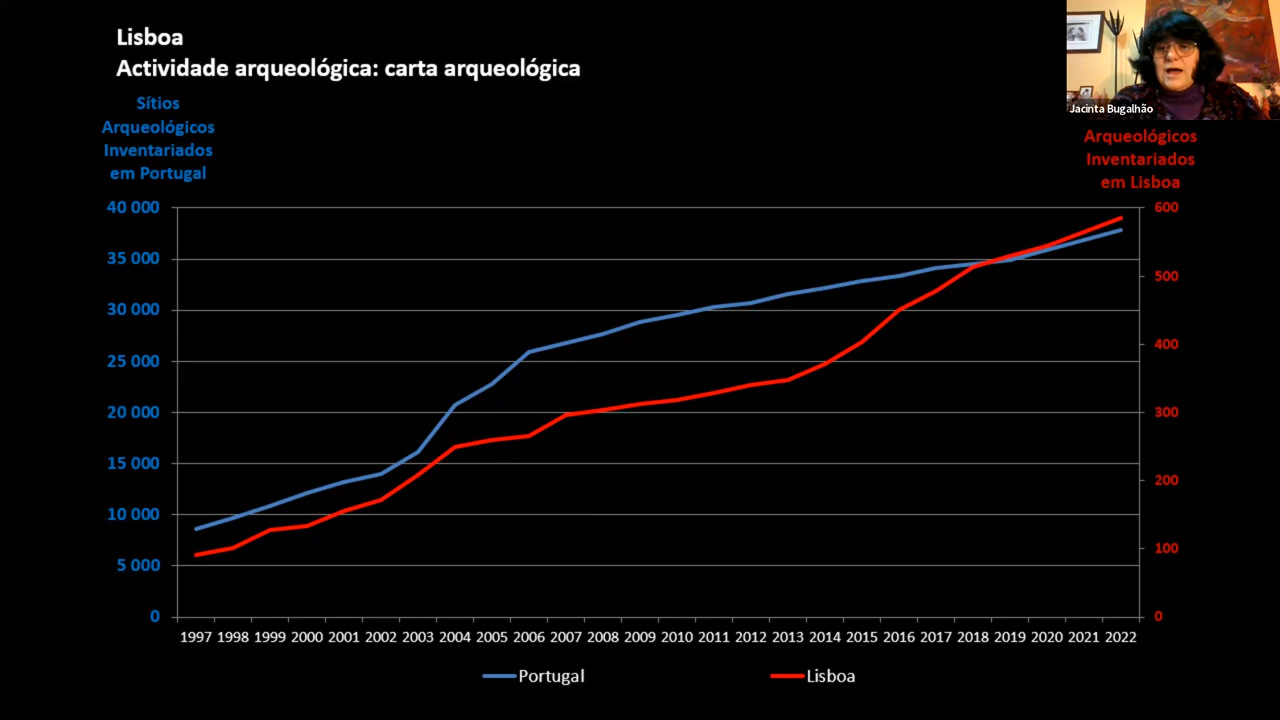 Lisboa
Actividade arqueológica: carta arqueológica
Jacinta Bugalhão
Sítios
Arqueológicos
Inventariados
em Portugal
Arqueológicos
Inventariados
em Lisboa
40 000
35 000
30 000
25 000
20 000
15 000
10 000
5 000
0
600
500
400
300
200
100
0
1997 1998 1999 2000 2001 2002 2003 2004 2005 2006 2007 2008 2009 2010 2011 2012 2013 2014 2015 2016 2017 2018 2019 2020 2021 2022
Portugal Lisboa